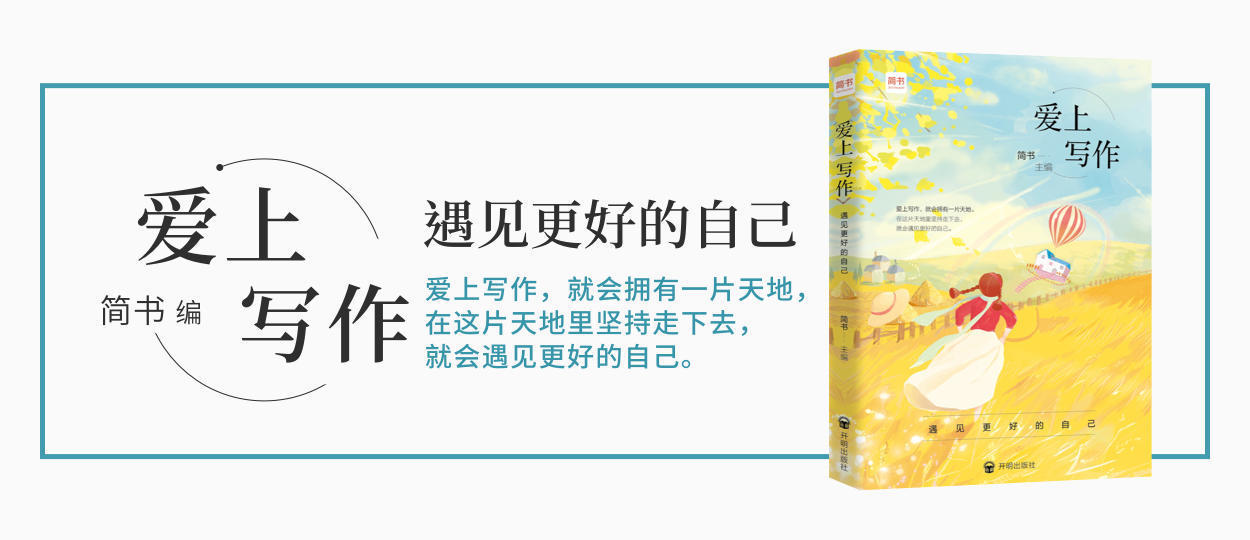 爱上
写作
简书 编
遇见更好的自己
爱上写作，就会拥有一片天地，
在这片天地里坚持走下去，
就会遇见更好的自己。
简书
爱上写作
遇见更好的自己
简书
主编
开明出版社
简书
爱上
写作
简书
主编
爱上写作，就会拥有一片天地，
在这片天地里坚持走下去，
就会遇见更好的自己。
遇见更好的自己
开明出版社